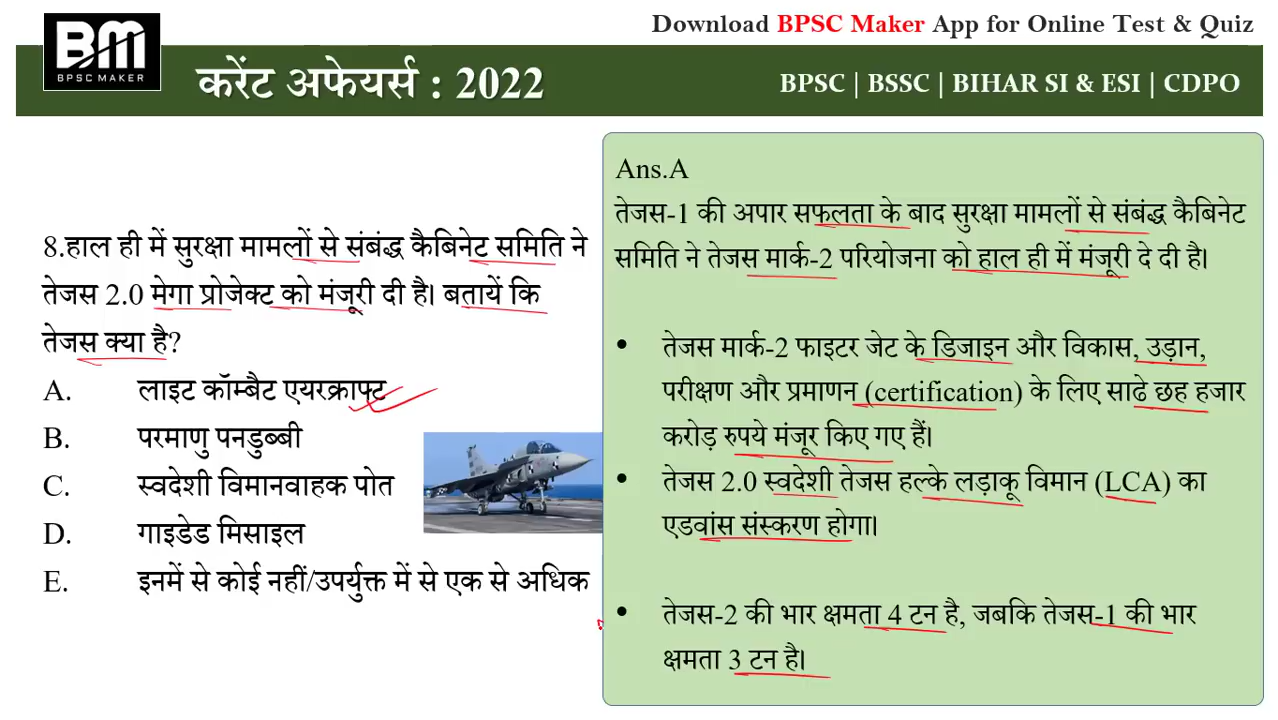 Download BPSC Maker App for Online Test & Quiz
BM
BPSC MAKER
करेंट अफेयर्स : 2022
BPSC | BSSC | BIHAR SI & ESI | CDPO
8.हाल ही में सुरक्षा मामलों से संबंद्ध कैबिनेट समिति ने
तेजस 2.0 मेगा प्रोजेक्ट को मंजूरी दी है। बतायें कि
तेजस क्या है?
A. लाइट कॉम्बैट एयरक्राफ्ट
B. परमाणु पनडुब्बी
C. स्वदेशी विमानवाहक पोत
D. गाइडेड मिसाइल
E. इनमें से कोई नहीं/उपर्युक्त में से एक से अधिक
Ans.A
तेजस-1 की अपार सफलता के बाद सुरक्षा मामलों से संबंद्ध कैबिनेट
समिति ने तेजस मार्क-2 परियोजना को हाल ही में मंजूरी दे दी है।
• तेजस मार्क-2 फाइटर जेट के डिजाइन और विकास, उड़ान,
परीक्षण और प्रमाणन (certification) के लिए साढे छह हजार
करोड़ रुपये मंजूर किए गए हैं।
• तेजस 2.0 स्वदेशी तेजस हल्के लड़ाकू विमान (LCA) का
एडवांस संस्करण होगा।
• तेजस-2 की भार क्षमता 4 टन है, जबकि तेजस-1 की भार
क्षमता 3 टन है।